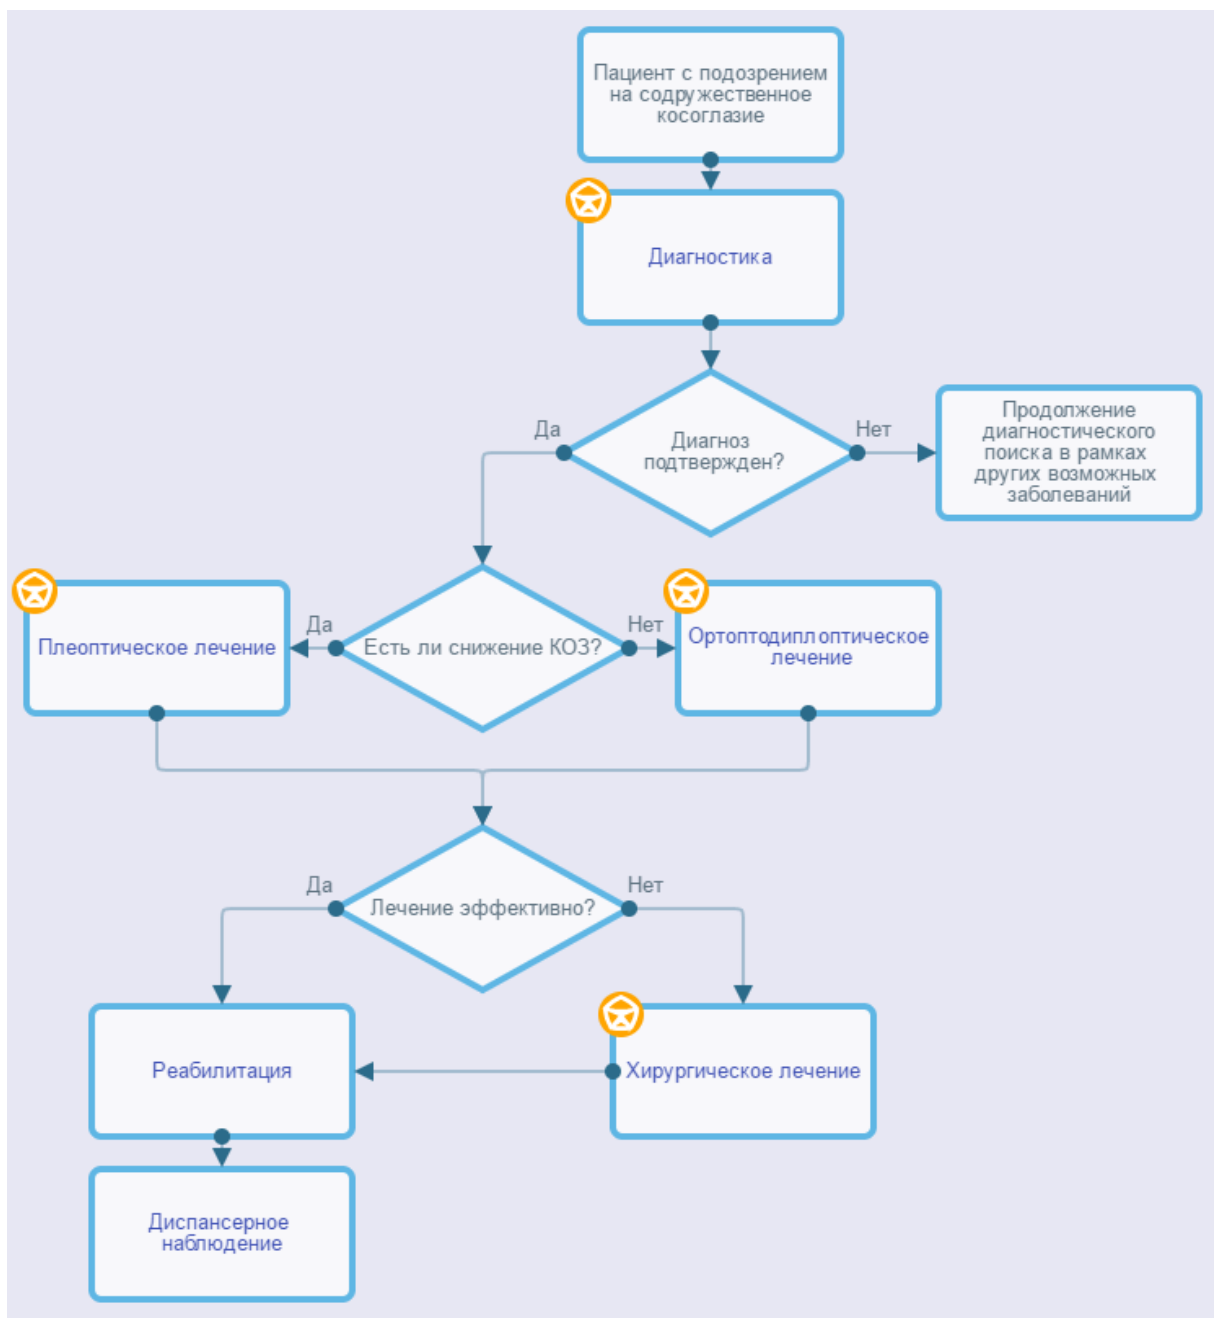 Пациент с подозрением
на содружественное
косоглазие
Диагностика
Да
Диагноз
подтвержден?
Нет
Продолжение
диагностического
поиска в рамках
других возможных
заболеваний
Плеоптическое лечение
Да
Есть ли снижение КОЗ?
Нет
Ортоптодиплоптическое
лечение
Да
Лечение эффективно?
Нет
Реабилитация
Хирургическое лечение
Диспансерное
наблюдение